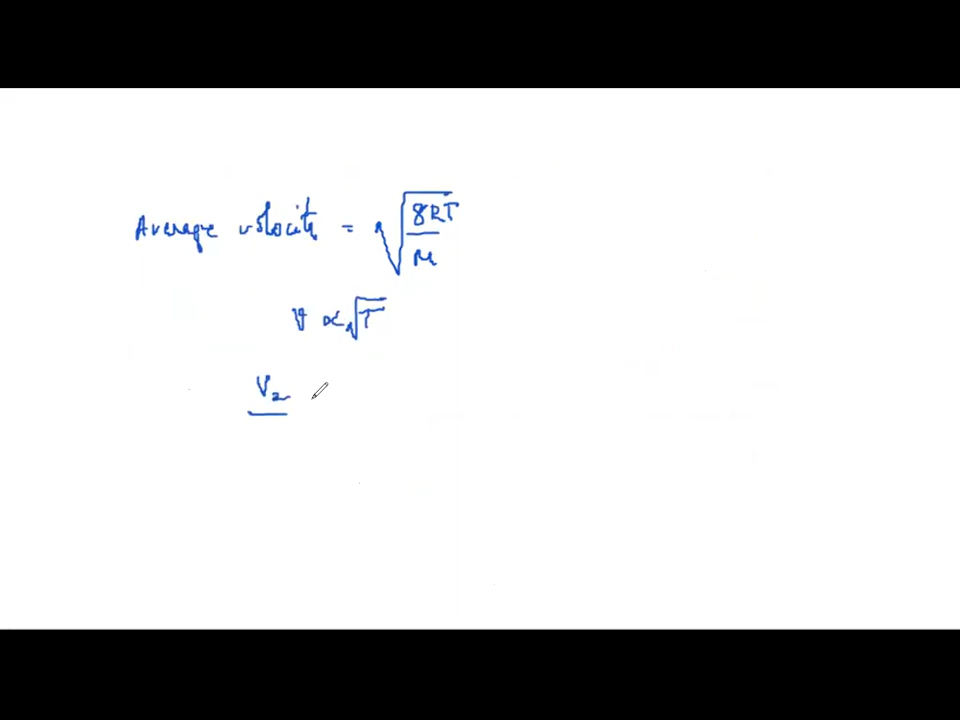 Average velocity = √(8RT/M)
v ∝ √T
V₂